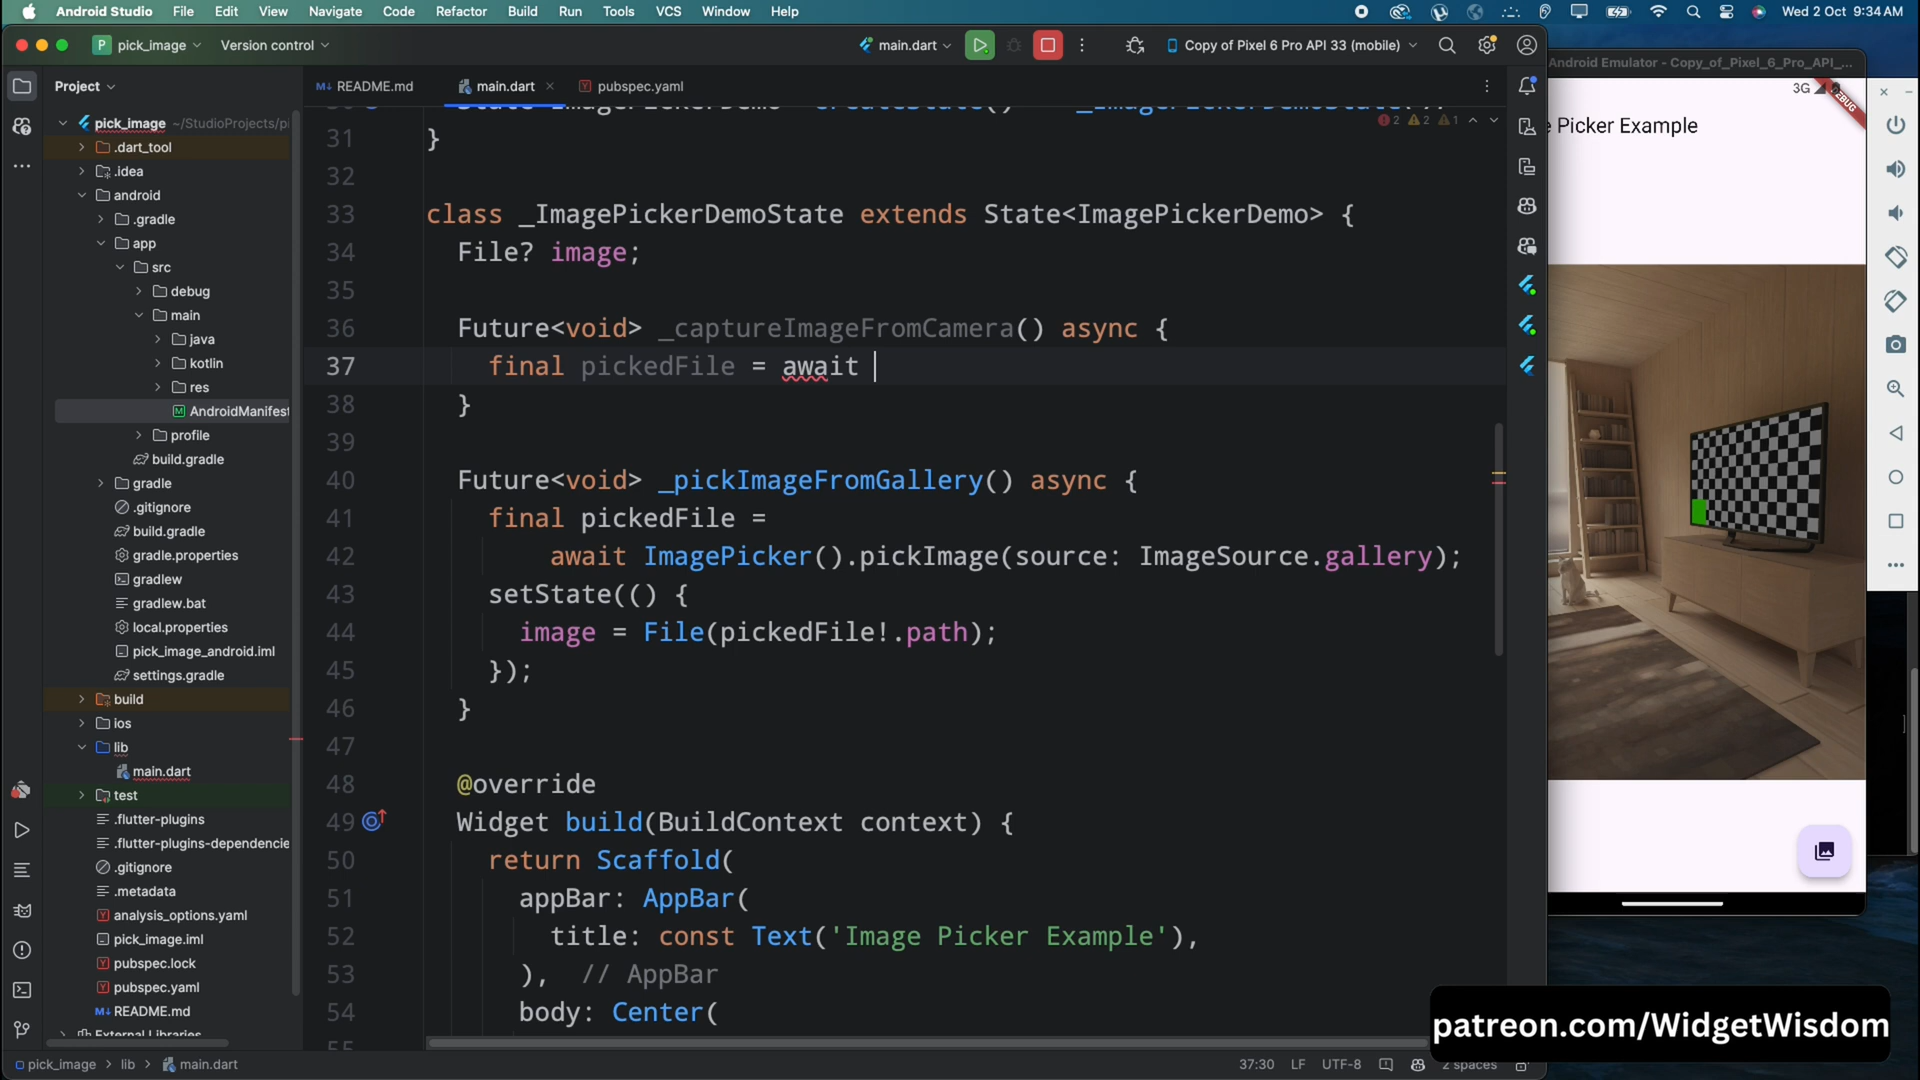 Android Studio File Edit View Navigate Code Refactor Build Run Tools VCS Window Help Wed 2 Oct 9:34 AM
P pick_image Version control main.dart Copy of Pixel 6 Pro API 33 (mobile)
Android Emulator - Copy_of_Pixel_6_Pro_API_...
Project
README.md main.dart pubspec.yaml
3G
DEBUG
e Picker Example
2 2 1
pick_image ~/StudioProjects/pi
.dart_tool
.idea
android
.gradle
app
src
debug
main
java
kotlin
res
AndroidManifest
profile
build.gradle
gradle
.gitignore
build.gradle
gradle.properties
gradlew
gradlew.bat
local.properties
pick_image_android.iml
settings.gradle
build
ios
lib
main.dart
test
.flutter-plugins
.flutter-plugins-dependencie
.gitignore
.metadata
analysis_options.yaml
pick_image.iml
pubspec.lock
pubspec.yaml
README.md
External Libraries
31 }
32
33 class _ImagePickerDemoState extends State<ImagePickerDemo> {
34 File? image;
35
36 Future<void> _captureImageFromCamera() async {
37 final pickedFile = await
38 }
39
40 Future<void> _pickImageFromGallery() async {
41 final pickedFile =
42 await ImagePicker().pickImage(source: ImageSource.gallery);
43 setState(() {
44 image = File(pickedFile!.path);
45 });
46 }
47
48 @override
49 Widget build(BuildContext context) {
50 return Scaffold(
51 appBar: AppBar(
52 title: const Text('Image Picker Example'),
53 ), // AppBar
54 body: Center(
55
patreon.com/WidgetWisdom
pick_image > lib > main.dart 37:30 LF UTF-8 2 spaces